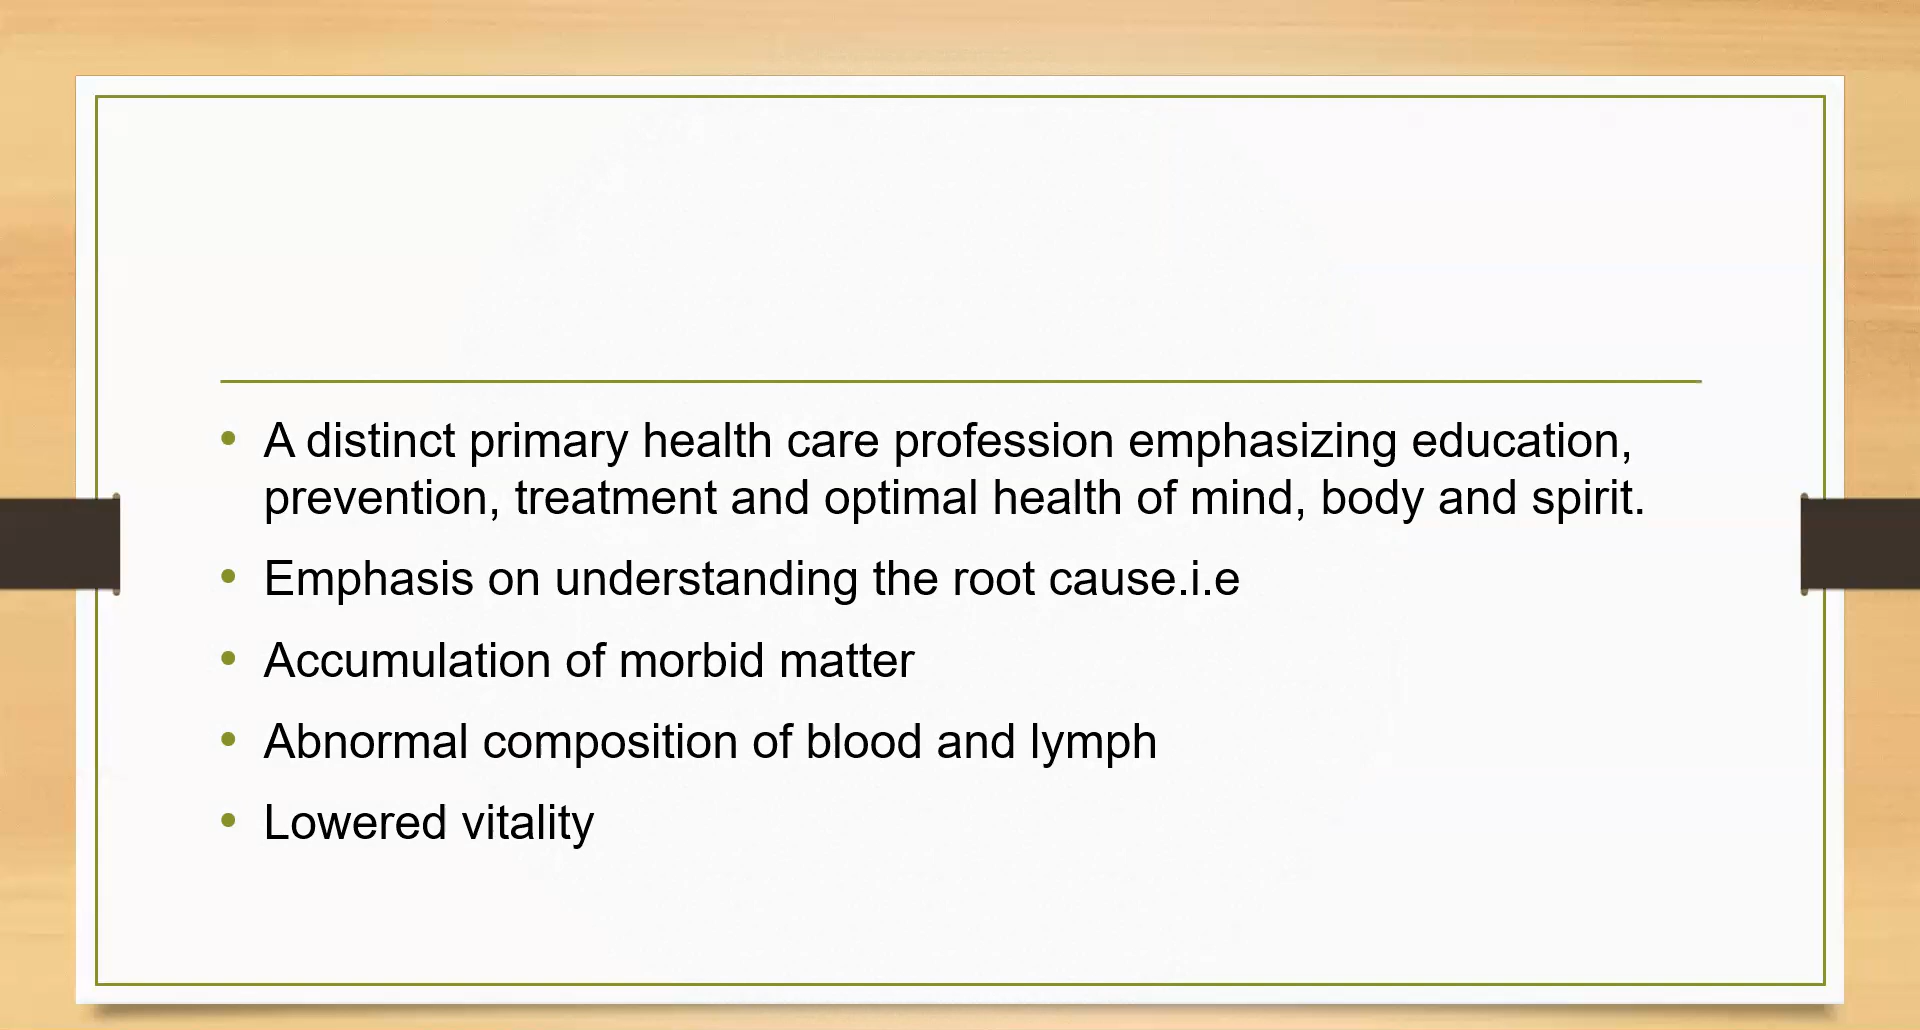 • A distinct primary health care profession emphasizing education,
prevention, treatment and optimal health of mind, body and spirit.
• Emphasis on understanding the root cause.i.e
• Accumulation of morbid matter
• Abnormal composition of blood and lymph
• Lowered vitality